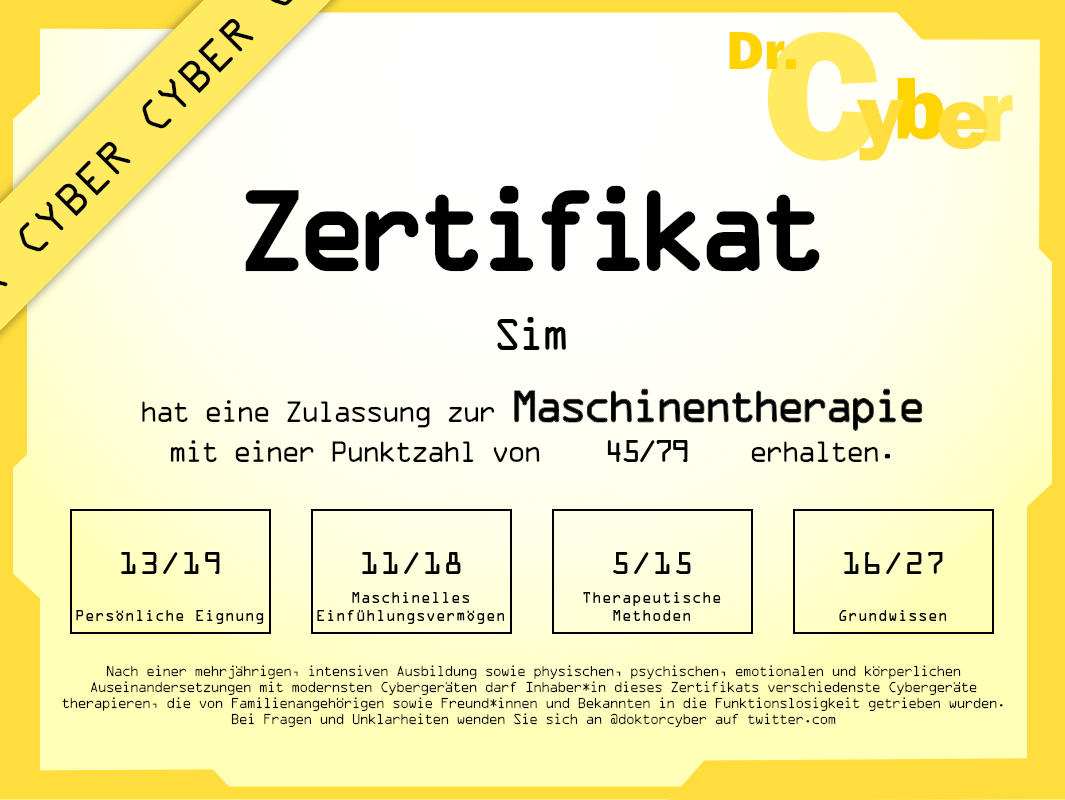 CYBER CYBER
Dr.
Cyber
Zertifikat
Sim
hat eine Zulassung zur Maschinentherapie
mit einer Punktzahl von 45/79 erhalten.
13/19
Persönliche Eignung
11/18
Maschinelles
Einfühlungsvermögen
5/15
Therapeutische
Methoden
16/27
Grundwissen
Nach einer mehrjährigen, intensiven Ausbildung sowie physischen, psychischen, emotionalen und körperlichen
Auseinandersetzungen mit modernsten Cybergeräten darf Inhaber*in dieses Zertifikats verschiedenste Cybergeräte
therapieren, die von Familienangehörigen sowie Freund*innen und Bekannten in die Funktionslosigkeit getrieben wurden.
Bei Fragen und Unklarheiten wenden Sie sich an @doktorcyber auf twitter.com